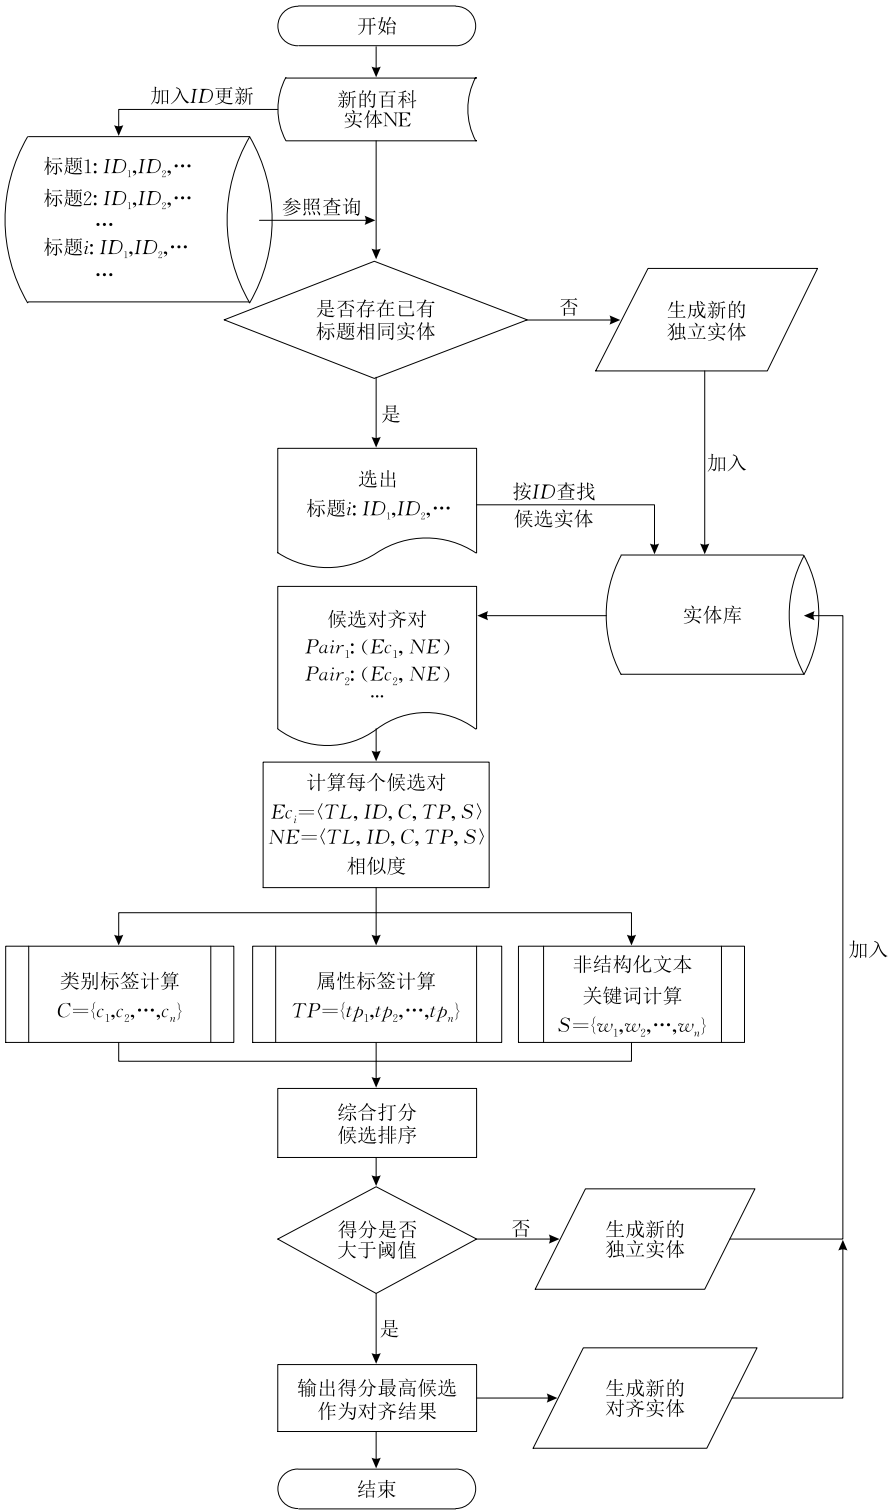 开始
新的百科
实体NE
加入ID更新
标题1: ID₁,ID₂,⋯
标题2: ID₁,ID₂,⋯
⋯
标题i: ID₁,ID₂,⋯
⋯
参照查询
是否存在已有
标题相同实体
否
生成新的
独立实体
是
加入
选出
标题i: ID₁,ID₂,⋯
按ID查找
候选实体
实体库
候选对齐对
Pair₁: (Ec₁, NE)
Pair₂: (Ec₂, NE)
⋯
计算每个候选对
Ecᵢ=⟨TL, ID, C, TP, S⟩
NE=⟨TL, ID, C, TP, S⟩
相似度
加入
类别标签计算
C={c₁,c₂,⋯,cₙ}
属性标签计算
TP={tp₁,tp₂,⋯,tpₙ}
非结构化文本
关键词计算
S={w₁,w₂,⋯,wₙ}
综合打分
候选排序
得分是否
大于阈值
否
生成新的
独立实体
是
输出得分最高候选
作为对齐结果
生成新的
对齐实体
结束